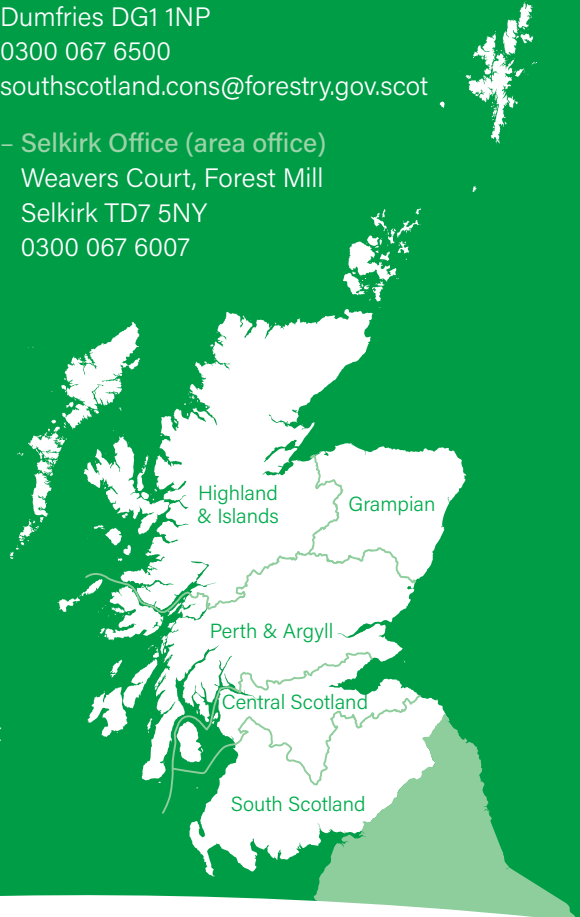 Dumfries DG1 1NP
0300 067 6500
southscotland.cons@forestry.gov.scot
– Selkirk Office (area office)
Weavers Court, Forest Mill
Selkirk TD7 5NY
0300 067 6007
Highland
& Islands
Grampian
Perth & Argyll
Central Scotland
South Scotland